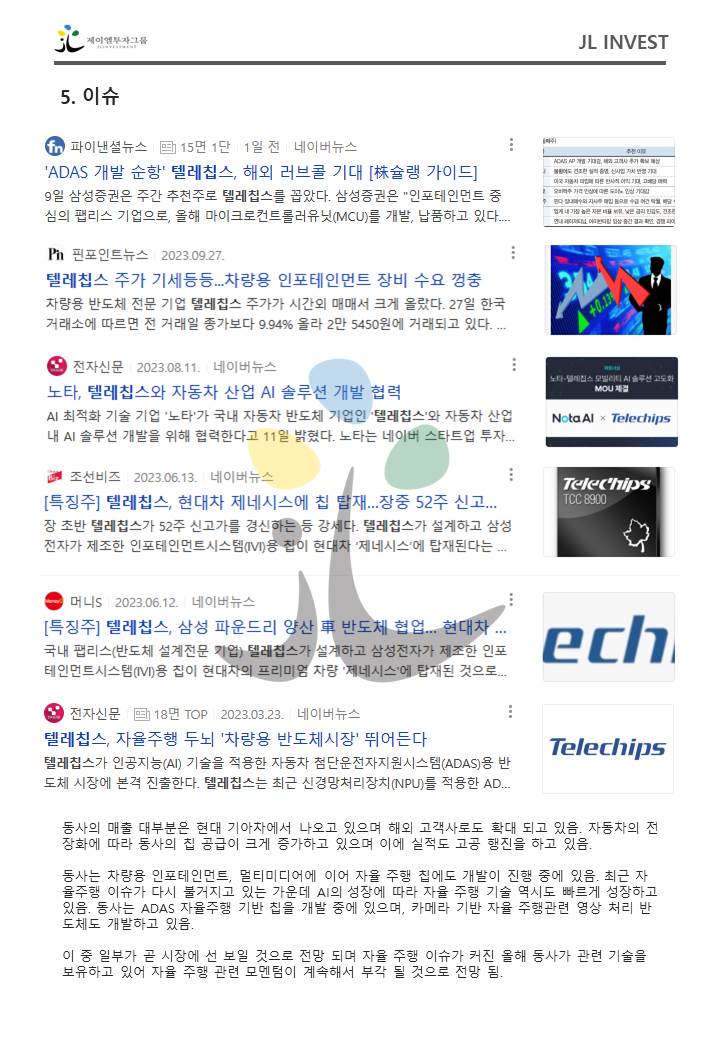 제이엘투자그룹
JL INVESTMENT
JL INVEST
5. 이슈
파이낸셜뉴스 15면 1단 1일 전 네이버뉴스
'ADAS 개발 순항' 텔레칩스, 해외 러브콜 기대 [株슐랭 가이드]
9일 삼성증권은 주간 추천주로 텔레칩스를 꼽았다. 삼성증권은 "인포테인먼트 중
심의 팹리스 기업으로, 올해 마이크로컨트롤러유닛(MCU)를 개발, 납품하고 있다....
추천 이유
핀포인트뉴스 2023.09.27.
텔레칩스 주가 기세등등...차량용 인포테인먼트 장비 수요 껑충
차량용 반도체 전문 기업 텔레칩스 주가가 시간외 매매서 크게 올랐다. 27일 한국
거래소에 따르면 전 거래일 종가보다 9.94% 올라 2만 5450원에 거래되고 있다. ...
전자신문 2023.08.11. 네이버뉴스
노타, 텔레칩스와 자동차 산업 AI 솔루션 개발 협력
AI 최적화 기술 기업 '노타'가 국내 자동차 반도체 기업인 '텔레칩스'와 자동차 산업
내 AI 솔루션 개발을 위해 협력한다고 11일 밝혔다. 노타는 네이버 스타트업 투자...
노타-텔레칩스 모빌리티 AI 솔루션 고도화
MOU 체결
Nota AI × Telechips
조선비즈 2023.06.13. 네이버뉴스
[특징주] 텔레칩스, 현대차 제네시스에 칩 탑재...장중 52주 신고...
장 초반 텔레칩스가 52주 신고가를 경신하는 등 강세다. 텔레칩스가 설계하고 삼성
전자가 제조한 인포테인먼트시스템(IVI)용 칩이 현대차 '제네시스'에 탑재된다는 ...
Telechips
TCC 8900
머니S 2023.06.12. 네이버뉴스
[특징주] 텔레칩스, 삼성 파운드리 양산 車 반도체 협업... 현대차 ...
국내 팹리스(반도체 설계전문 기업) 텔레칩스가 설계하고 삼성전자가 제조한 인포
테인먼트시스템(IVI)용 칩이 현대차의 프리미엄 차량 '제네시스'에 탑재된 것으로...
전자신문 18면 TOP 2023.03.23. 네이버뉴스
텔레칩스, 자율주행 두뇌 '차량용 반도체시장' 뛰어든다
텔레칩스가 인공지능(AI) 기술을 적용한 자동차 첨단운전자지원시스템(ADAS)용 반
도체 시장에 본격 진출한다. 텔레칩스는 최근 신경망처리장치(NPU)를 적용한 AD...
Telechips
동사의 매출 대부분은 현대 기아차에서 나오고 있으며 해외 고객사로도 확대 되고 있음. 자동차의 전
장화에 따라 동사의 칩 공급이 크게 증가하고 있으며 이에 실적도 고공 행진을 하고 있음.
동사는 차량용 인포테인먼트, 멀티미디어에 이어 자율 주행 칩에도 개발이 진행 중에 있음. 최근 자
율주행 이슈가 다시 불거지고 있는 가운데 AI의 성장에 따라 자율 주행 기술 역시도 빠르게 성장하고
있음. 동사는 ADAS 자율주행 기반 칩을 개발 중에 있으며, 카메라 기반 자율 주행관련 영상 처리 반
도체도 개발하고 있음.
이 중 일부가 곧 시장에 선 보일 것으로 전망 되며 자율 주행 이슈가 커진 올해 동사가 관련 기술을
보유하고 있어 자율 주행 관련 모멘텀이 계속해서 부각 될 것으로 전망 됨.